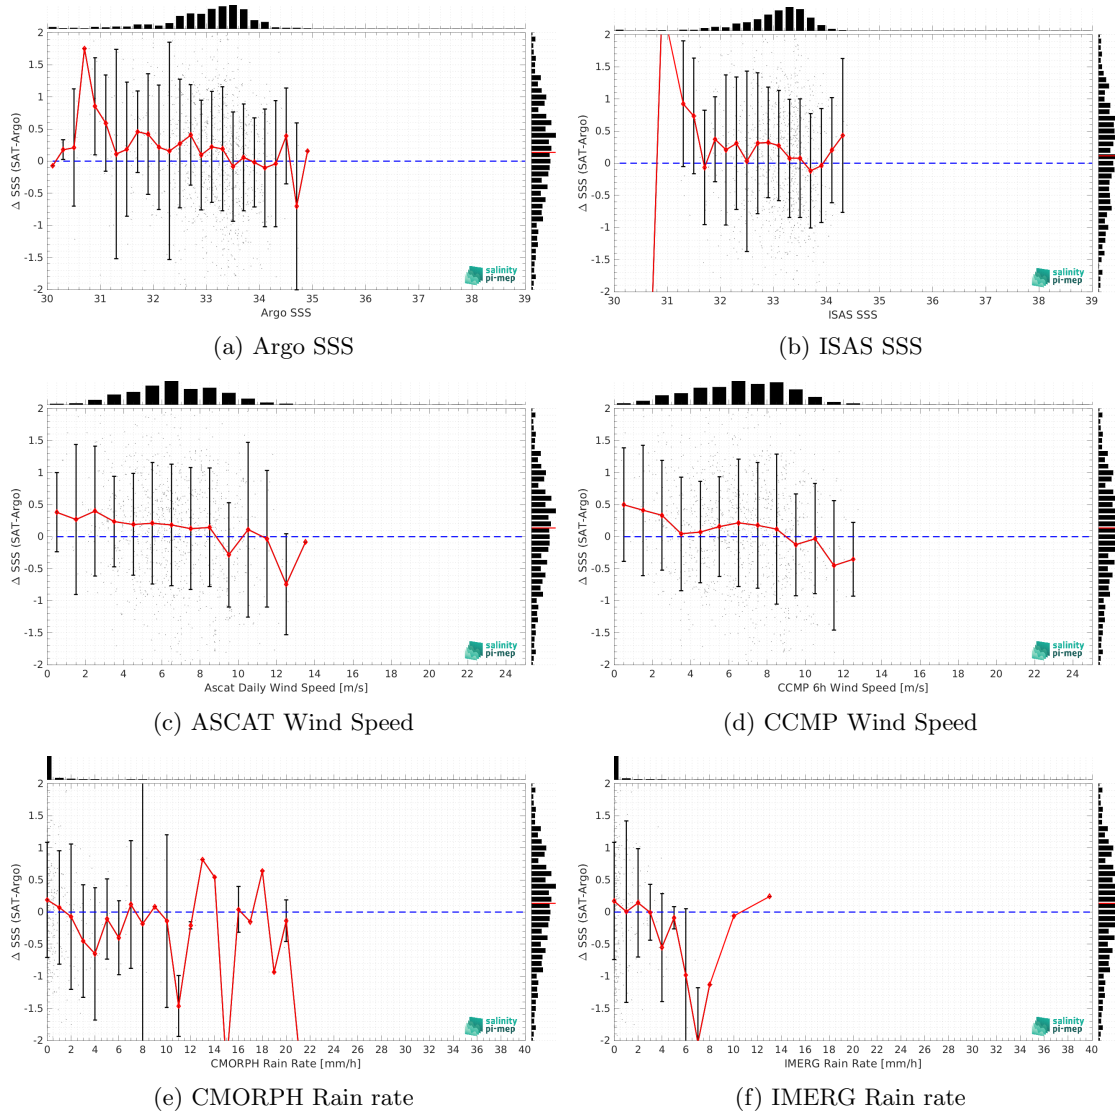 2
1.5
1
0.5
0
-0.5
-1
-1.5
-2
Δ SSS (SAT-Argo)
30 31 32 33 34 35 36 37 38 39
Argo SSS
salinity
pi-mep
(a) Argo SSS
2
1.5
1
0.5
0
-0.5
-1
-1.5
-2
Δ SSS (SAT-Argo)
30 31 32 33 34 35 36 37 38 39
ISAS SSS
salinity
pi-mep
(b) ISAS SSS
2
1.5
1
0.5
0
-0.5
-1
-1.5
-2
Δ SSS (SAT-Argo)
0 2 4 6 8 10 12 14 16 18 20 22 24
Ascat Daily Wind Speed [m/s]
salinity
pi-mep
(c) ASCAT Wind Speed
2
1.5
1
0.5
0
-0.5
-1
-1.5
-2
Δ SSS (SAT-Argo)
0 2 4 6 8 10 12 14 16 18 20 22 24
CCMP 6h Wind Speed [m/s]
salinity
pi-mep
(d) CCMP Wind Speed
2
1.5
1
0.5
0
-0.5
-1
-1.5
-2
Δ SSS (SAT-Argo)
0 2 4 6 8 10 12 14 16 18 20 22 24 26 28 30 32 34 36 38 40
CMORPH Rain Rate [mm/h]
salinity
pi-mep
(e) CMORPH Rain rate
2
1.5
1
0.5
0
-0.5
-1
-1.5
-2
Δ SSS (SAT-Argo)
0 2 4 6 8 10 12 14 16 18 20 22 24 26 28 30 32 34 36 38 40
IMERG Rain Rate [mm/h]
salinity
pi-mep
(f) IMERG Rain rate